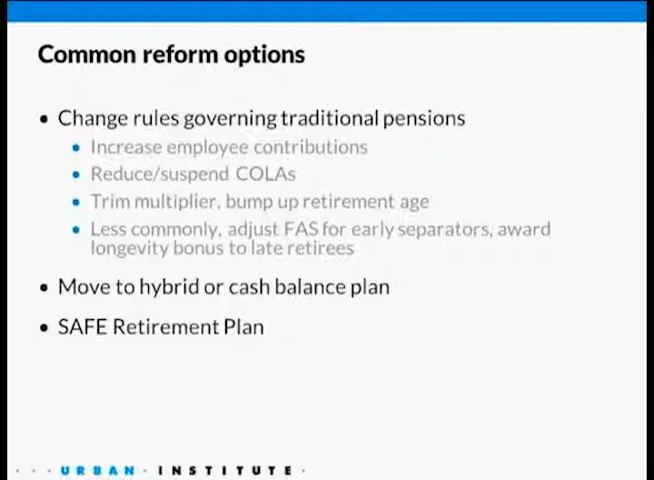 Common reform options
• Change rules governing traditional pensions
• Increase employee contributions
• Reduce/suspend COLAs
• Trim multiplier, bump up retirement age
• Less commonly, adjust FAS for early separators, award
longevity bonus to late retirees
• Move to hybrid or cash balance plan
• SAFE Retirement Plan
· · · URBAN · INSTITUTE ·